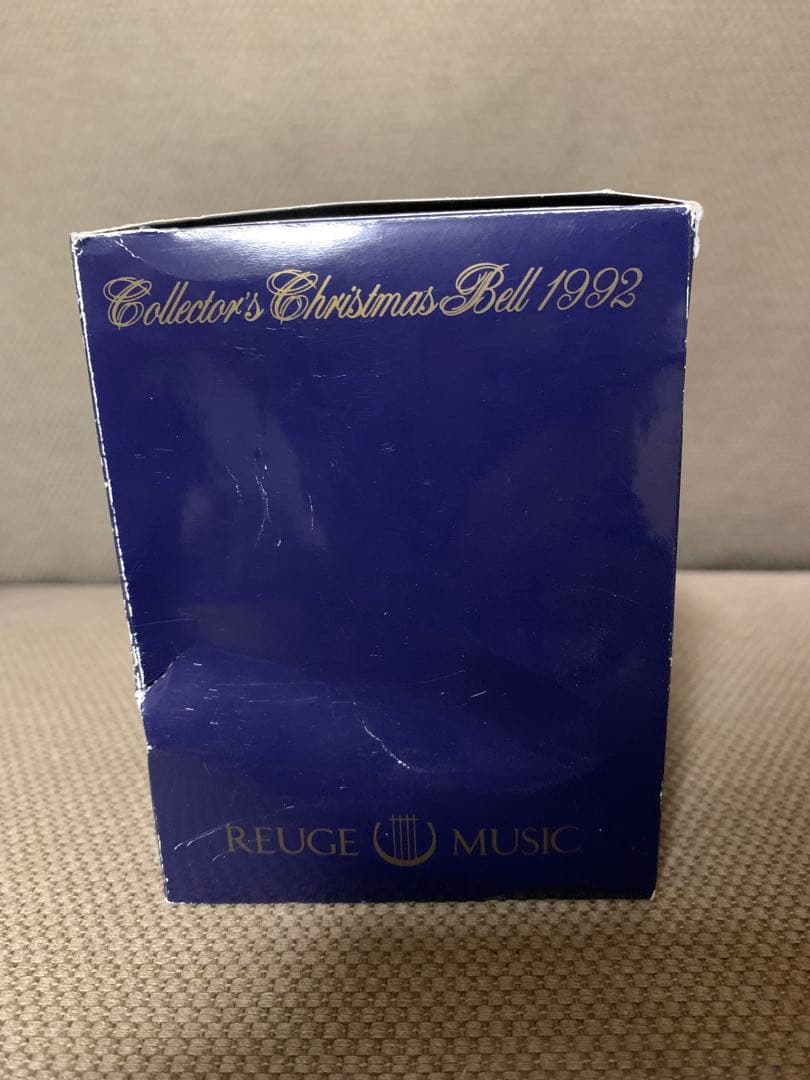 Collector's Christmas Bell 1992
REUGE MUSIC